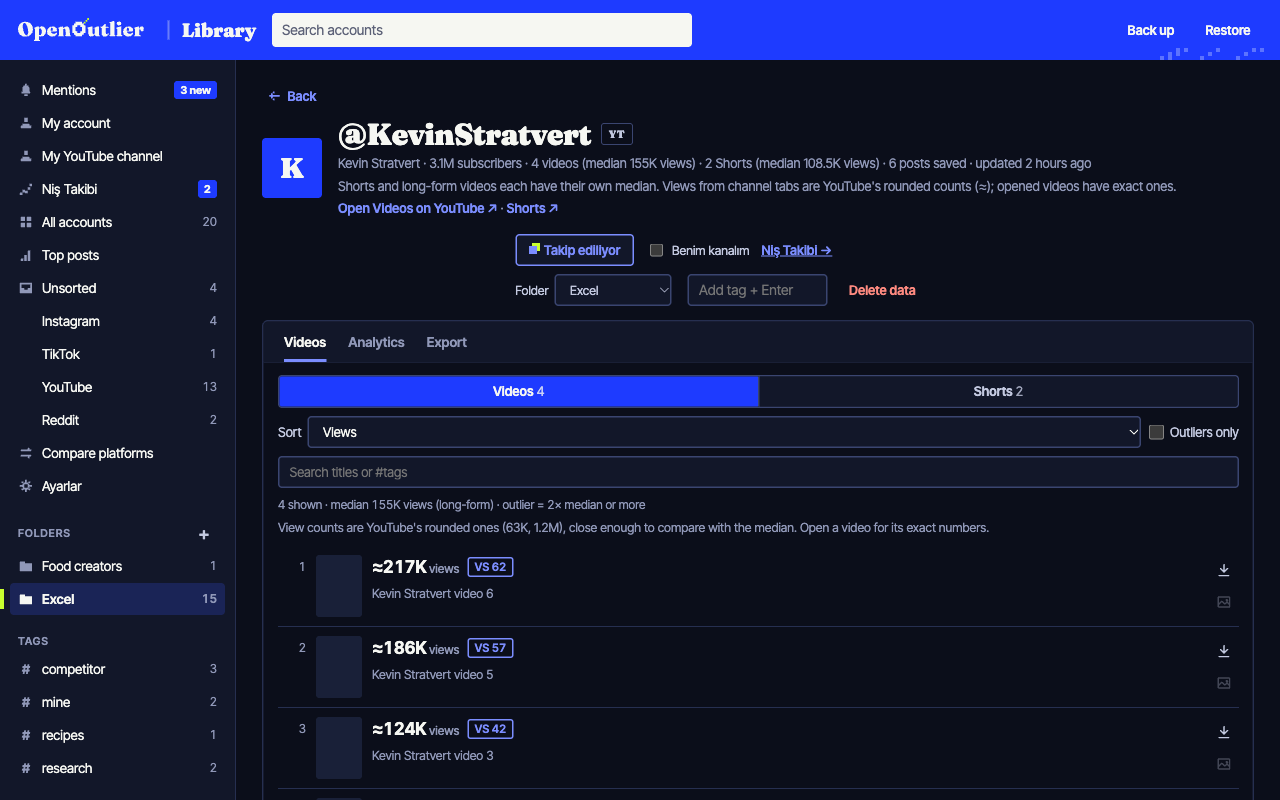 OpenOutlier
Library
Search accounts
Back up
Restore
Mentions 3 new
My account
My YouTube channel
Niş Takibi 2
All accounts 20
Top posts
Unsorted 4
Instagram 4
TikTok 1
YouTube 13
Reddit 2
Compare platforms
Ayarlar
FOLDERS +
Food creators 1
Excel 15
TAGS
# competitor 3
# mine 2
# recipes 1
# research 2
← Back
K
@KevinStratvert YT
Kevin Stratvert · 3.1M subscribers · 4 videos (median 155K views) · 2 Shorts (median 108.5K views) · 6 posts saved · updated 2 hours ago
Shorts and long-form videos each have their own median. Views from channel tabs are YouTube's rounded counts (≈); opened videos have exact ones.
Open Videos on YouTube ↗ · Shorts ↗
Takip ediliyor Benim kanalım Niş Takibi →
Folder Excel Add tag + Enter Delete data
Videos Analytics Export
Videos 4 Shorts 2
Sort Views Outliers only
Search titles or #tags
4 shown · median 155K views (long-form) · outlier = 2× median or more
View counts are YouTube's rounded ones (63K, 1.2M), close enough to compare with the median. Open a video for its exact numbers.
1 ≈217K views VS 62
Kevin Stratvert video 6
2 ≈186K views VS 57
Kevin Stratvert video 5
3 ≈124K views VS 42
Kevin Stratvert video 3